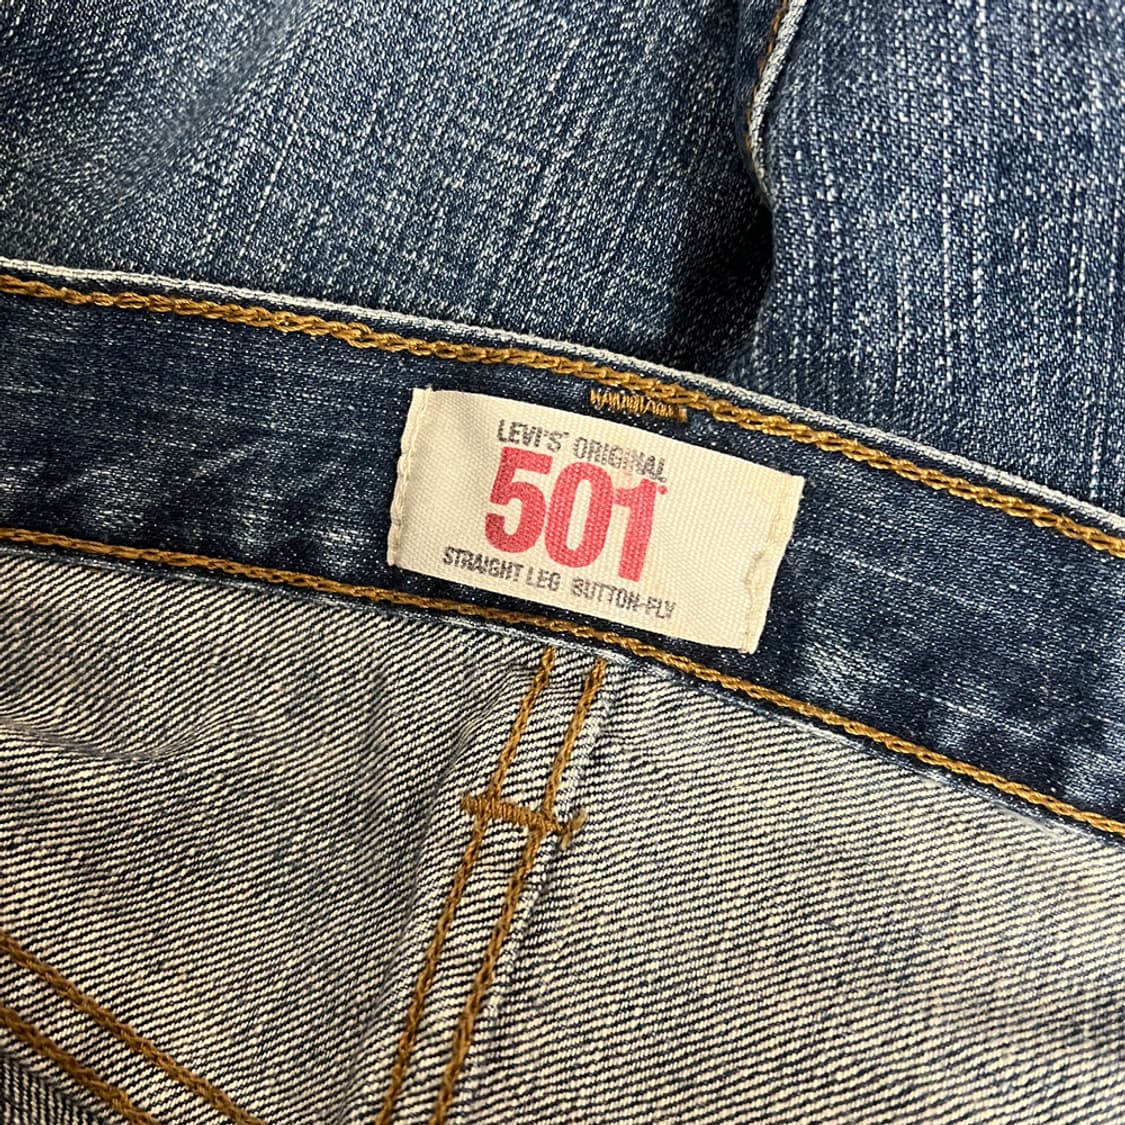 LEVI'S® ORIGINAL
501®
STRAIGHT LEG BUTTON-FLY